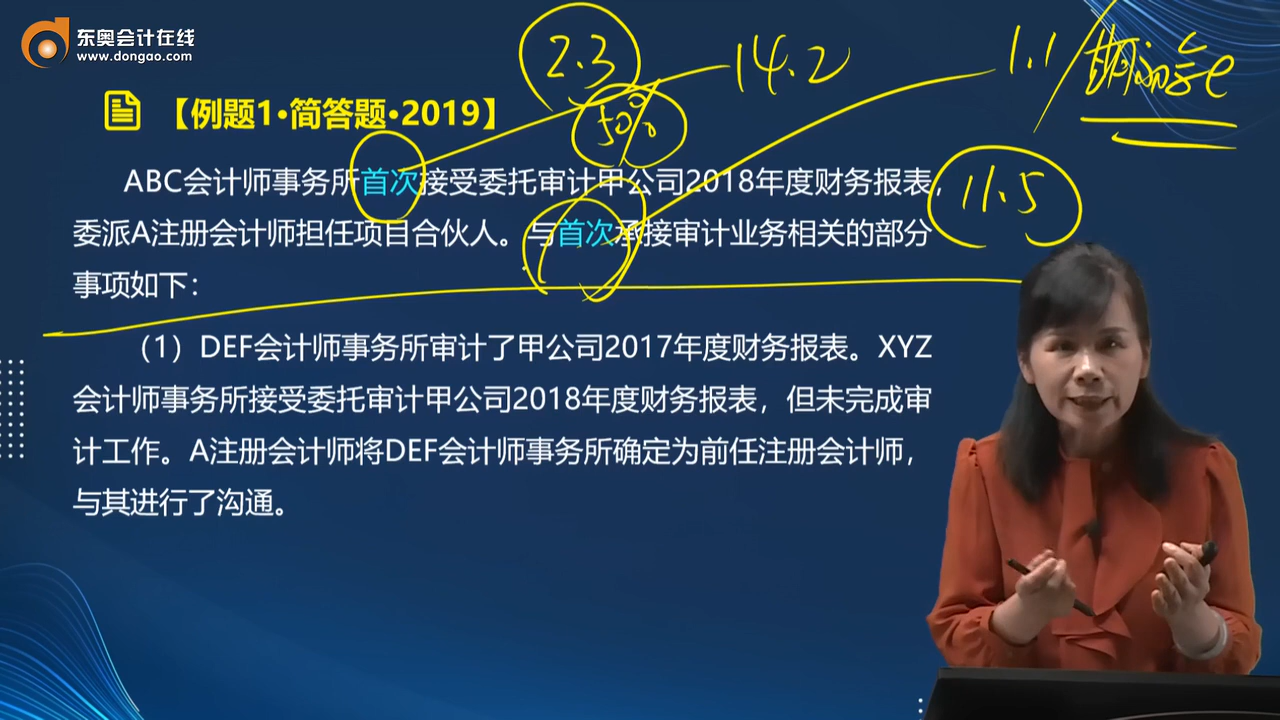 东奥会计在线
www.dongao.com
2.3
14.2
1.1
50%
【例题1·简答题·2019】
ABC会计师事务所首次接受委托审计甲公司2018年度财务报表，
11.5
委派A注册会计师担任项目合伙人。与首次承接审计业务相关的部分
事项如下：
（1）DEF会计师事务所审计了甲公司2017年度财务报表。XYZ
会计师事务所接受委托审计甲公司2018年度财务报表，但未完成审
计工作。A注册会计师将DEF会计师事务所确定为前任注册会计师，
与其进行了沟通。